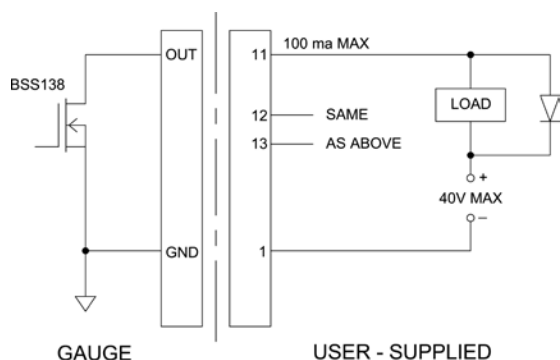 OUT
11
100 ma MAX
BSS138
LOAD
12
SAME
13
AS ABOVE
+
40V MAX
–
GND
1
GAUGE
USER - SUPPLIED